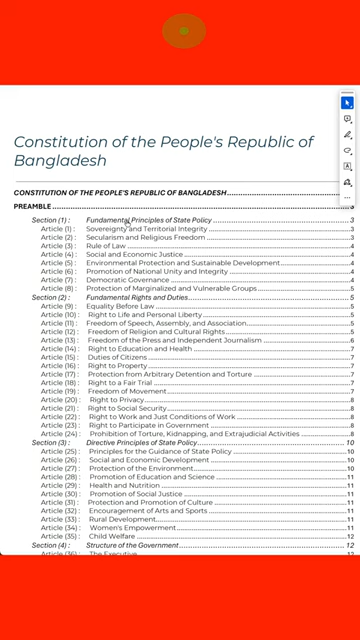 Constitution of the People's Republic of
Bangladesh
CONSTITUTION OF THE PEOPLE'S REPUBLIC OF BANGLADESH
PREAMBLE 3
Section (1) : Fundamental Principles of State Policy 3
Article (1) : Sovereignty and Territorial Integrity 3
Article (2) : Secularism and Religious Freedom 3
Article (3) : Rule of Law 4
Article (4) : Social and Economic Justice 4
Article (5) : Environmental Protection and Sustainable Development 4
Article (6) : Promotion of National Unity and Integrity 4
Article (7) : Democratic Governance 4
Article (8) : Protection of Marginalized and Vulnerable Groups 5
Section (2) : Fundamental Rights and Duties 5
Article (9) : Equality Before Law 5
Article (10) : Right to Life and Personal Liberty 5
Article (11) : Freedom of Speech, Assembly, and Association 5
Article (12) : Freedom of Religion and Cultural Rights 5
Article (13) : Freedom of the Press and Independent Journalism 6
Article (14) : Right to Education and Health 7
Article (15) : Duties of Citizens 7
Article (16) : Right to Property 7
Article (17) : Protection from Arbitrary Detention and Torture 7
Article (18) : Right to a Fair Trial 7
Article (19) : Freedom of Movement 7
Article (20) : Right to Privacy 8
Article (21) : Right to Social Security 8
Article (22) : Right to Work and Just Conditions of Work 8
Article (23) : Right to Participate in Government 8
Article (24) : Prohibition of Torture, Kidnapping, and Extrajudicial Activities 8
Section (3) : Directive Principles of State Policy 10
Article (25) : Principles for the Guidance of State Policy 10
Article (26) : Social and Economic Development 10
Article (27) : Protection of the Environment 10
Article (28) : Promotion of Education and Science 11
Article (29) : Health and Nutrition 11
Article (30) : Promotion of Social Justice 11
Article (31) : Protection and Promotion of Culture 11
Article (32) : Encouragement of Arts and Sports 11
Article (33) : Rural Development 11
Article (34) : Women's Empowerment 11
Article (35) : Child Welfare 12
Section (4) : Structure of the Government 12
Article (36) : The Executive 12